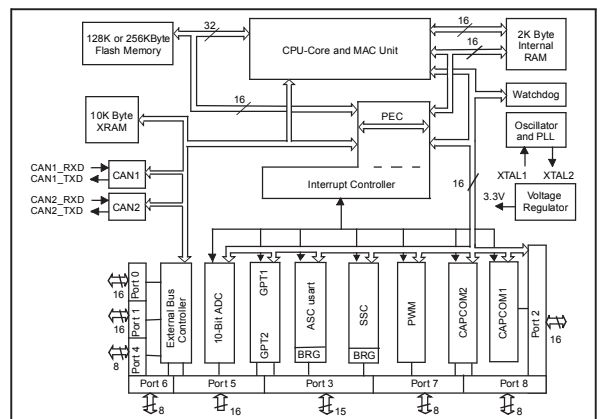 128K or 256KByte
Flash Memory
32
CPU-Core and MAC Unit
16
2K Byte
Internal
RAM
16
Watchdog
16
10K Byte
XRAM
PEC
Oscillator
and PLL
CAN1_RXD
CAN1_TXD
CAN1
CAN2_RXD
CAN2_TXD
CAN2
Interrupt Controller
16
XTAL1
XTAL2
3.3V
Voltage
Regulator
Port 0
16
Port 1
16
Port 4
8
External Bus
Controller
10-Bit ADC
GPT1
GPT2
ASC usart
BRG
SSC
BRG
PWM
CAPCOM2
CAPCOM1
Port 2
16
Port 6
Port 5
Port 3
Port 7
Port 8
8
16
15
8
8